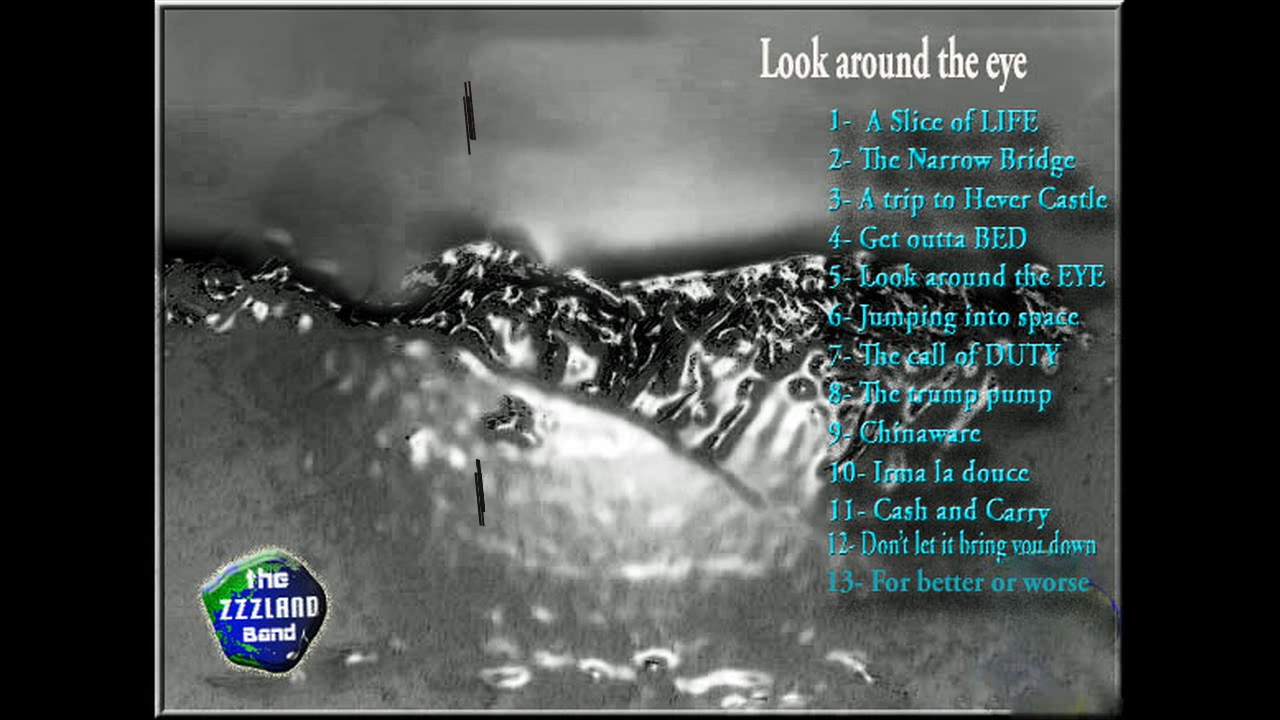 Look around the eye
1- A Slice of LIFE
2- The Narrow Bridge
3- A trip to Hever Castle
4- Get outta BED
5- Look around the EYE
6- Jumping into space
7- The call of DUTY
8- The trump pump
9- Chinaware
10- Irma la douce
11- Cash and Carry
12- Don't let it bring you down
13- For better or worse
the
ZZZLAND
Band